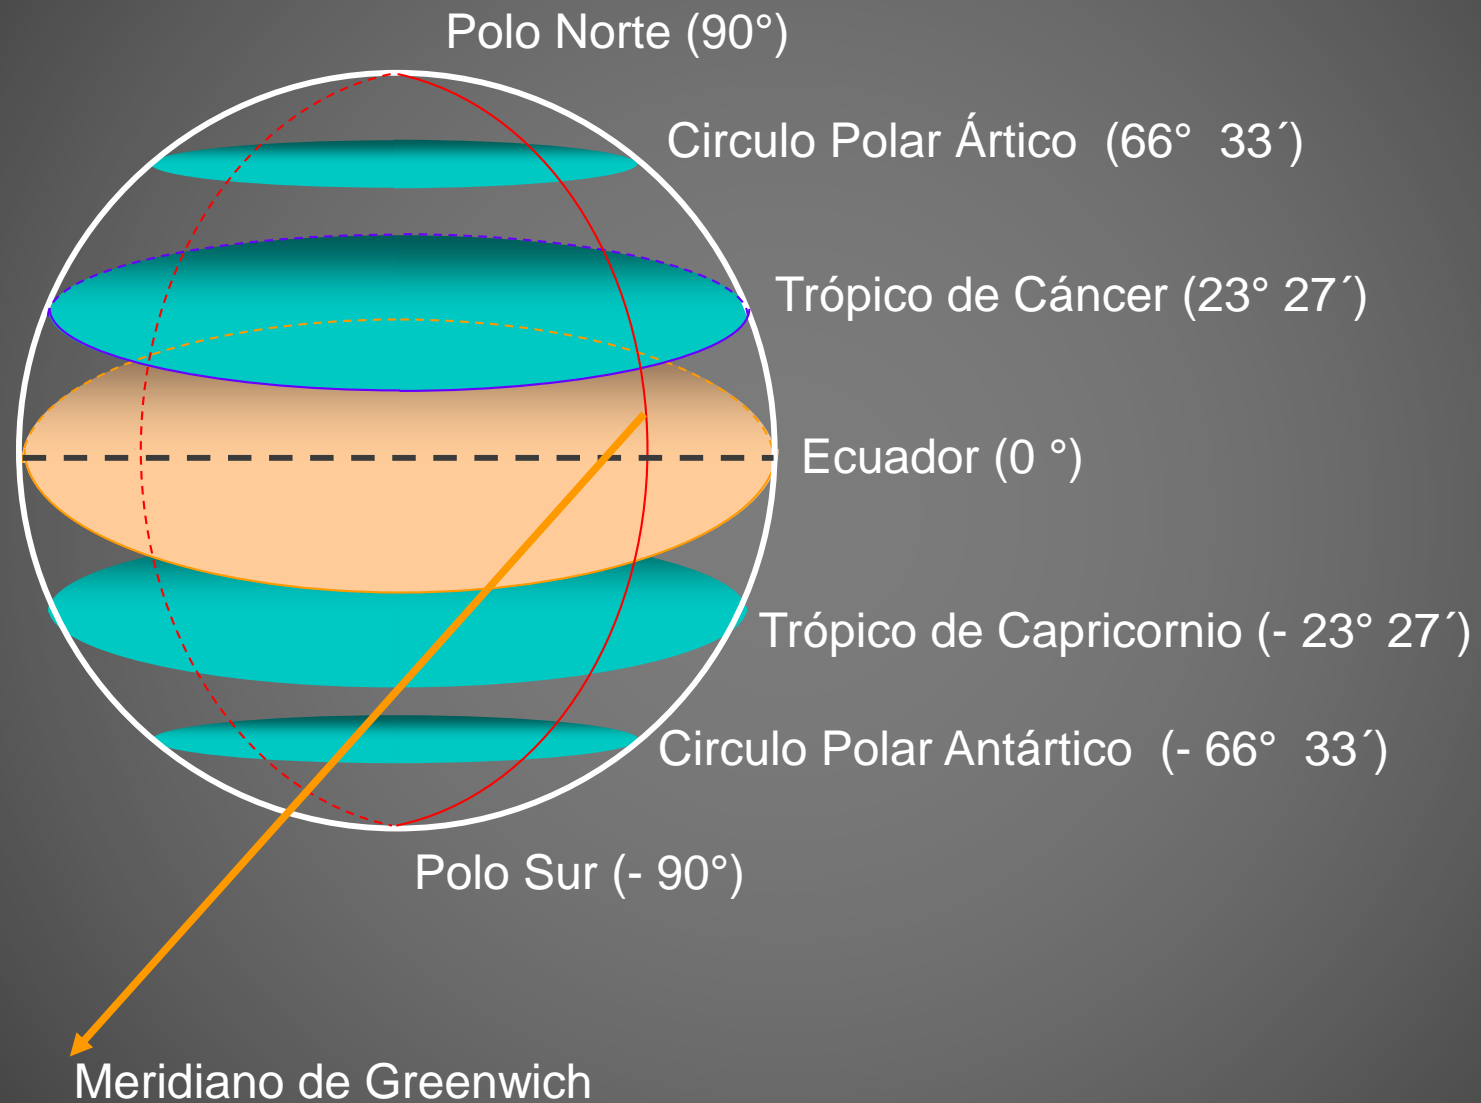 Polo Norte (90°)
Circulo Polar Ártico  (66°  33´)
Trópico de Cáncer (23° 27´)
Ecuador (0 °)
Trópico de Capricornio (- 23° 27´)
Circulo Polar Antártico  (- 66°  33´)
Polo Sur (- 90°)
Meridiano de Greenwich